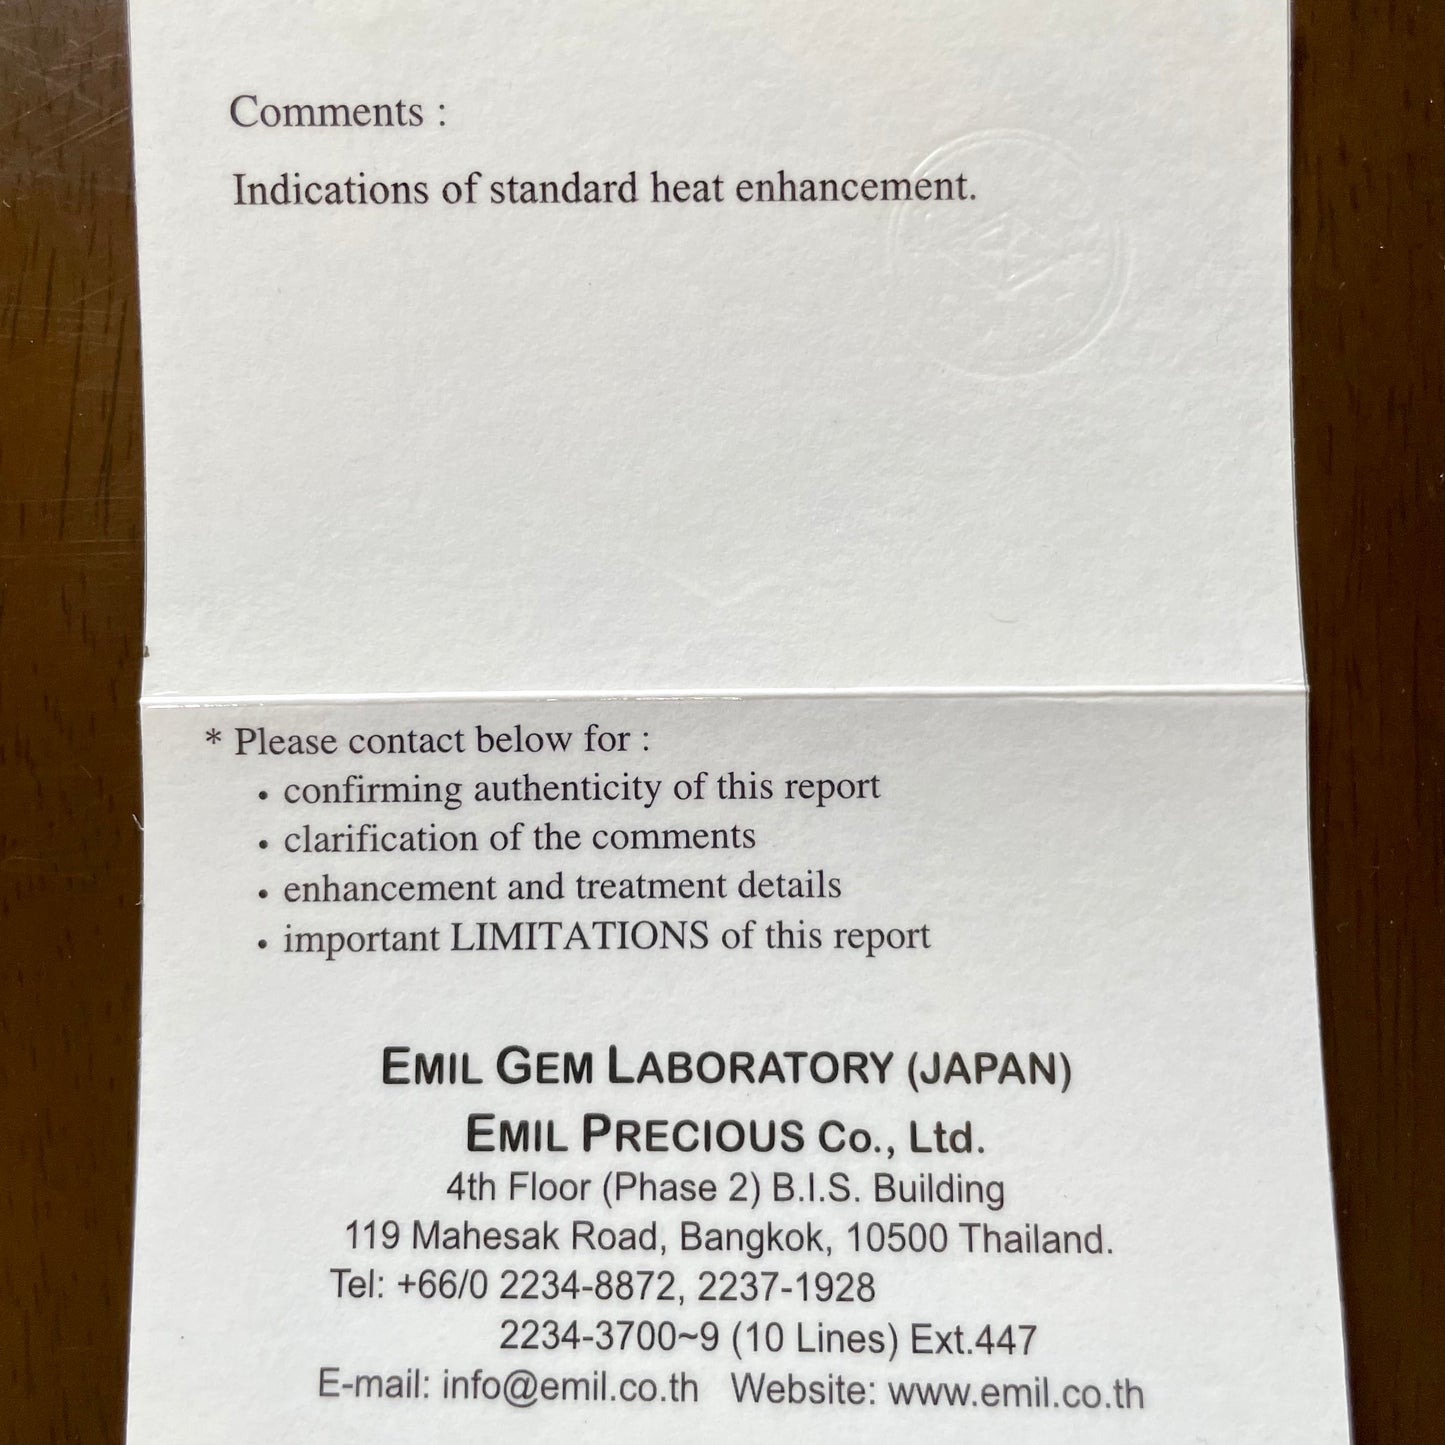 Comments :
Indications of standard heat enhancement.
* Please contact below for :
• confirming authenticity of this report
• clarification of the comments
• enhancement and treatment details
• important LIMITATIONS of this report
EMIL GEM LABORATORY (JAPAN)
EMIL PRECIOUS Co., Ltd.
4th Floor (Phase 2) B.I.S. Building
119 Mahesak Road, Bangkok, 10500 Thailand.
Tel: +66/0 2234-8872, 2237-1928
2234-3700~9 (10 Lines) Ext.447
E-mail: info@emil.co.th Website: www.emil.co.th